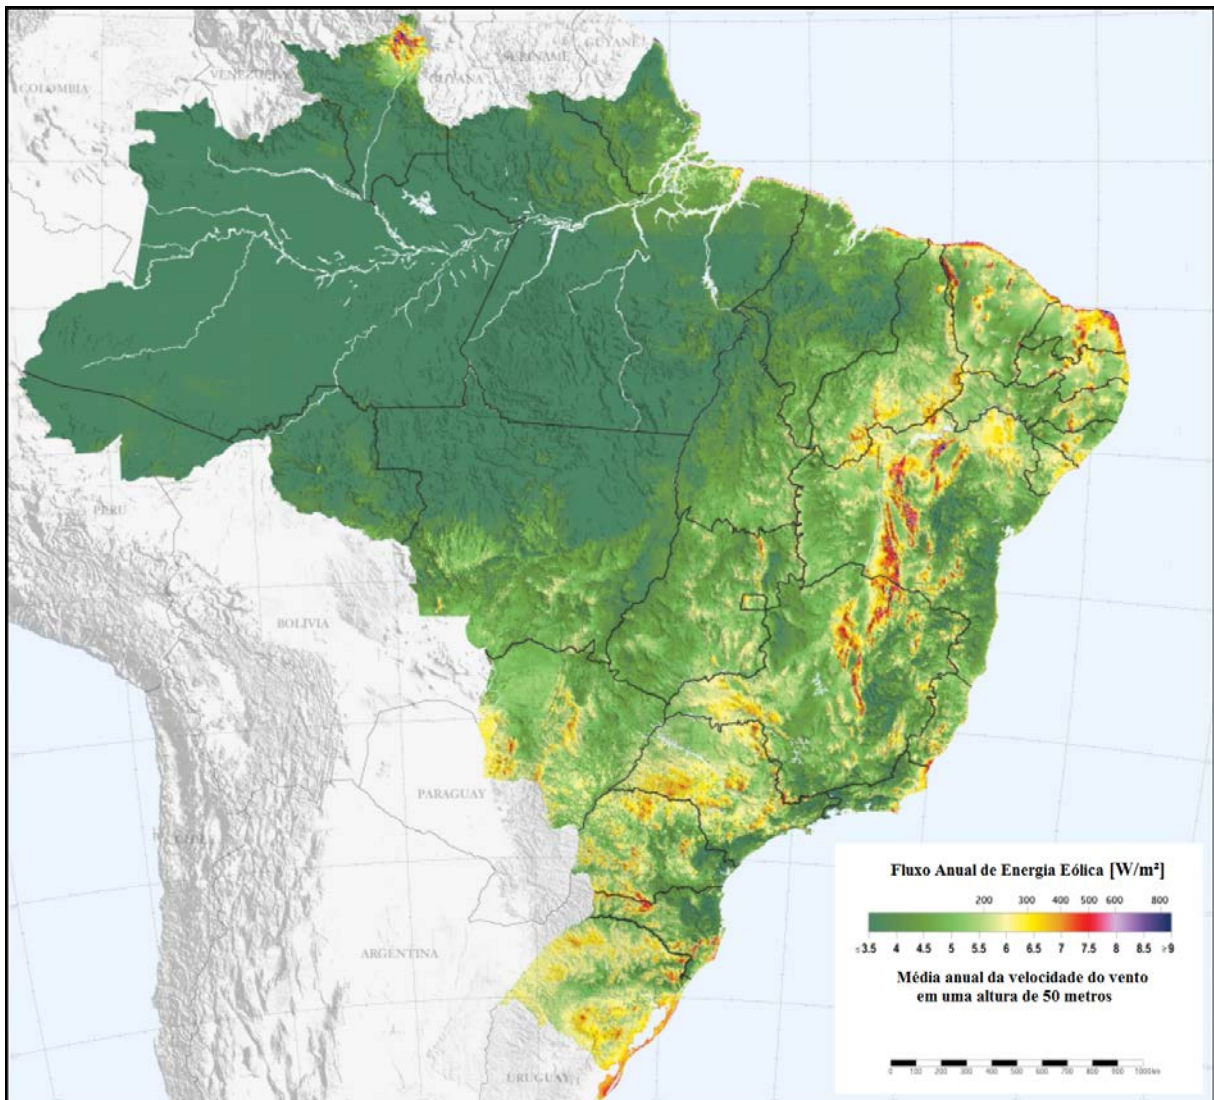 GUYANE
SURINAME
VENEZUELA
GUYANA
COLOMBIA
PERU
BOLIVIA
PARAGUAY
CHILE
ARGENTINA
URUGUAY
Fluxo Anual de Energia Eólica [W/m²]
200 300 400 500 600 800
≤3.5 4 4.5 5 5.5 6 6.5 7 7.5 8 8.5 ≥9
Média anual da velocidade do vento
em uma altura de 50 metros
0 100 200 300 400 500 600 700 800 900 1000km